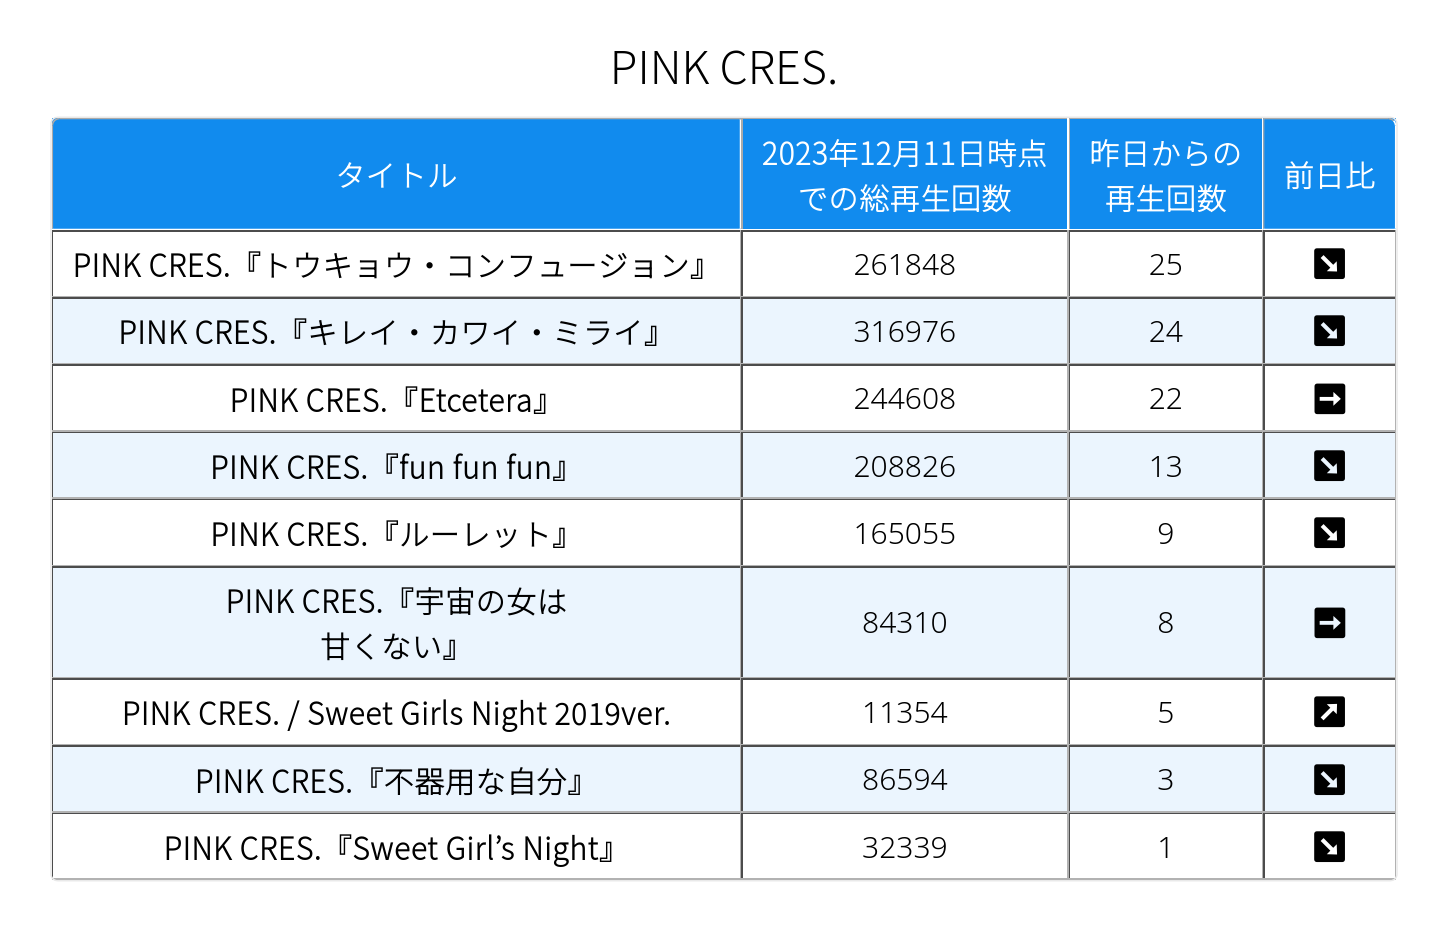 PINK CRES.
タイトル
2023年12月11日時点
での総再生回数
昨日からの
再生回数
前日比
PINK CRES.『トウキョウ・コンフュージョン』 261848 25 ↘
PINK CRES.『キレイ・カワイ・ミライ』 316976 24 ↘
PINK CRES.『Etcetera』 244608 22 →
PINK CRES.『fun fun fun』 208826 13 ↘
PINK CRES.『ルーレット』 165055 9 ↘
PINK CRES.『宇宙の女は
甘くない』 84310 8 →
PINK CRES. / Sweet Girls Night 2019ver. 11354 5 ↗
PINK CRES.『不器用な自分』 86594 3 ↘
PINK CRES.『Sweet Girl’s Night』 32339 1 ↘